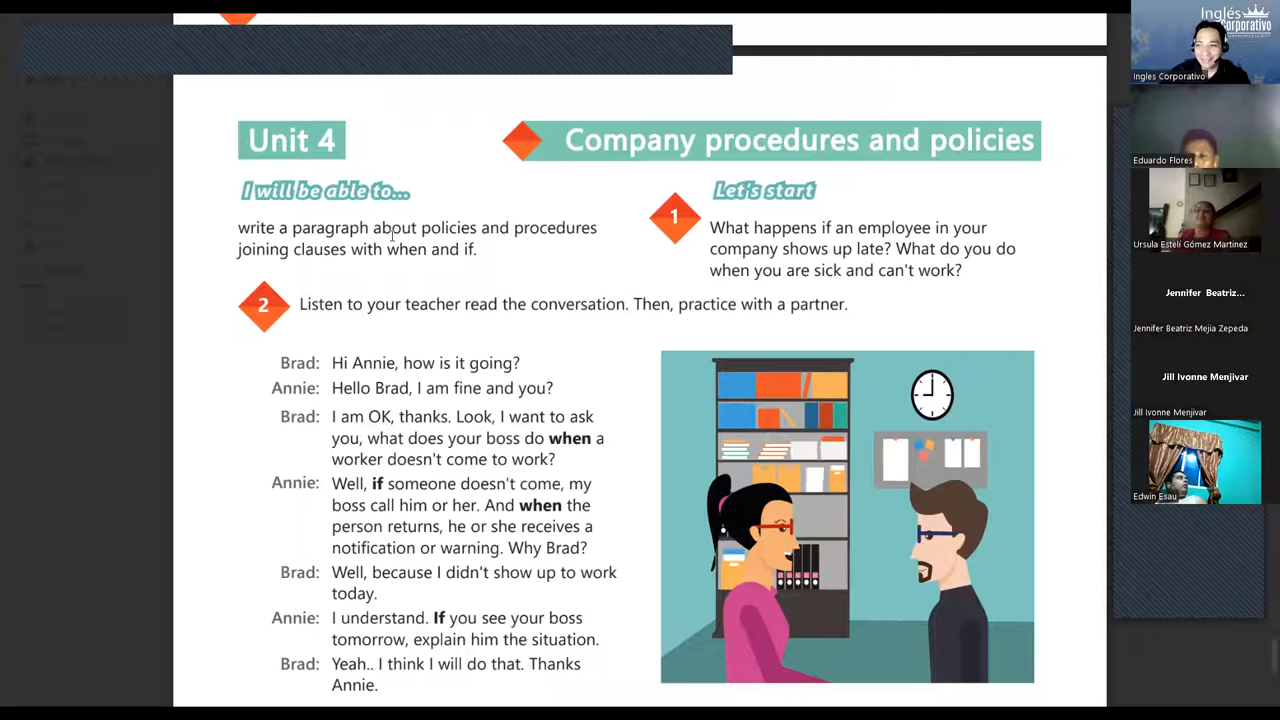 Unit 4
Company procedures and policies
I will be able to...
write a paragraph about policies and procedures
joining clauses with when and if.
Let's start
1
What happens if an employee in your
company shows up late? What do you do
when you are sick and can't work?
2
Listen to your teacher read the conversation. Then, practice with a partner.
Brad: Hi Annie, how is it going?
Annie: Hello Brad, I am fine and you?
Brad: I am OK, thanks. Look, I want to ask
you, what does your boss do when a
worker doesn't come to work?
Annie: Well, if someone doesn't come, my
boss call him or her. And when the
person returns, he or she receives a
notification or warning. Why Brad?
Brad: Well, because I didn't show up to work
today.
Annie: I understand. If you see your boss
tomorrow, explain him the situation.
Brad: Yeah.. I think I will do that. Thanks
Annie.
Inglés
Corporativo
Ingles Corporativo
Eduardo Flores
Ursula Estelí Gómez Martinez
Jennifer Beatriz...
Jennifer Beatriz Mejia Zepeda
Jill Ivonne Menjivar
Jill Ivonne Menjivar
Edwin Esau